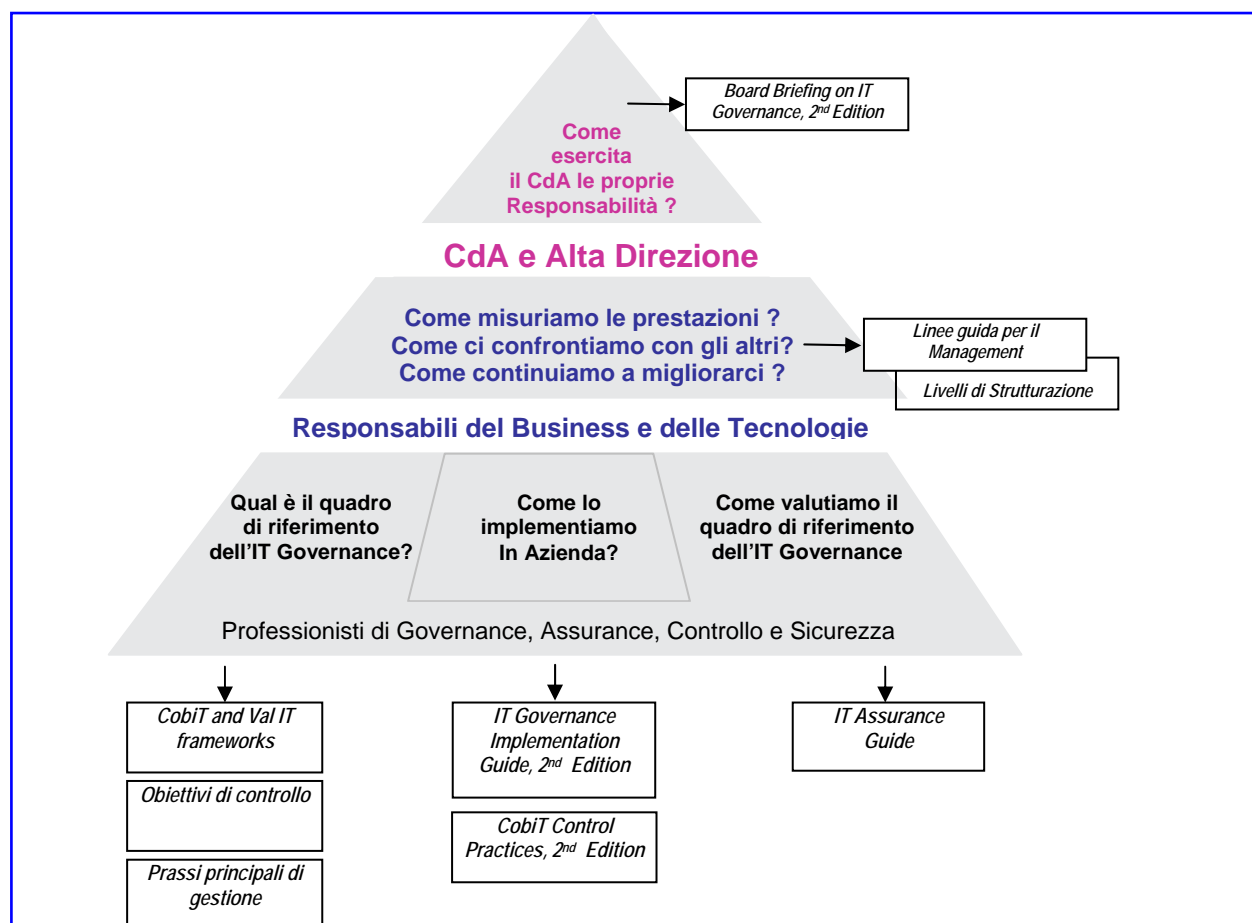 Board Briefing on IT
Governance, 2nd Edition
Come
esercita
il CdA le proprie
Responsabilità ?
CdA e Alta Direzione
Come misuriamo le prestazioni ?
Come ci confrontiamo con gli altri?
Come continuiamo a migliorarci ?
Linee guida per il
Management
Livelli di Strutturazione
Responsabili del Business e delle Tecnologie
Qual è il quadro
di riferimento
dell'IT Governance?
Come lo
implementiamo
In Azienda?
Come valutiamo il
quadro di riferimento
dell'IT Governance
Professionisti di Governance, Assurance, Controllo e Sicurezza
CobiT and Val IT
frameworks
Obiettivi di controllo
Prassi principali di
gestione
IT Governance
Implementation
Guide, 2nd Edition
CobiT Control
Practices, 2nd Edition
IT Assurance
Guide